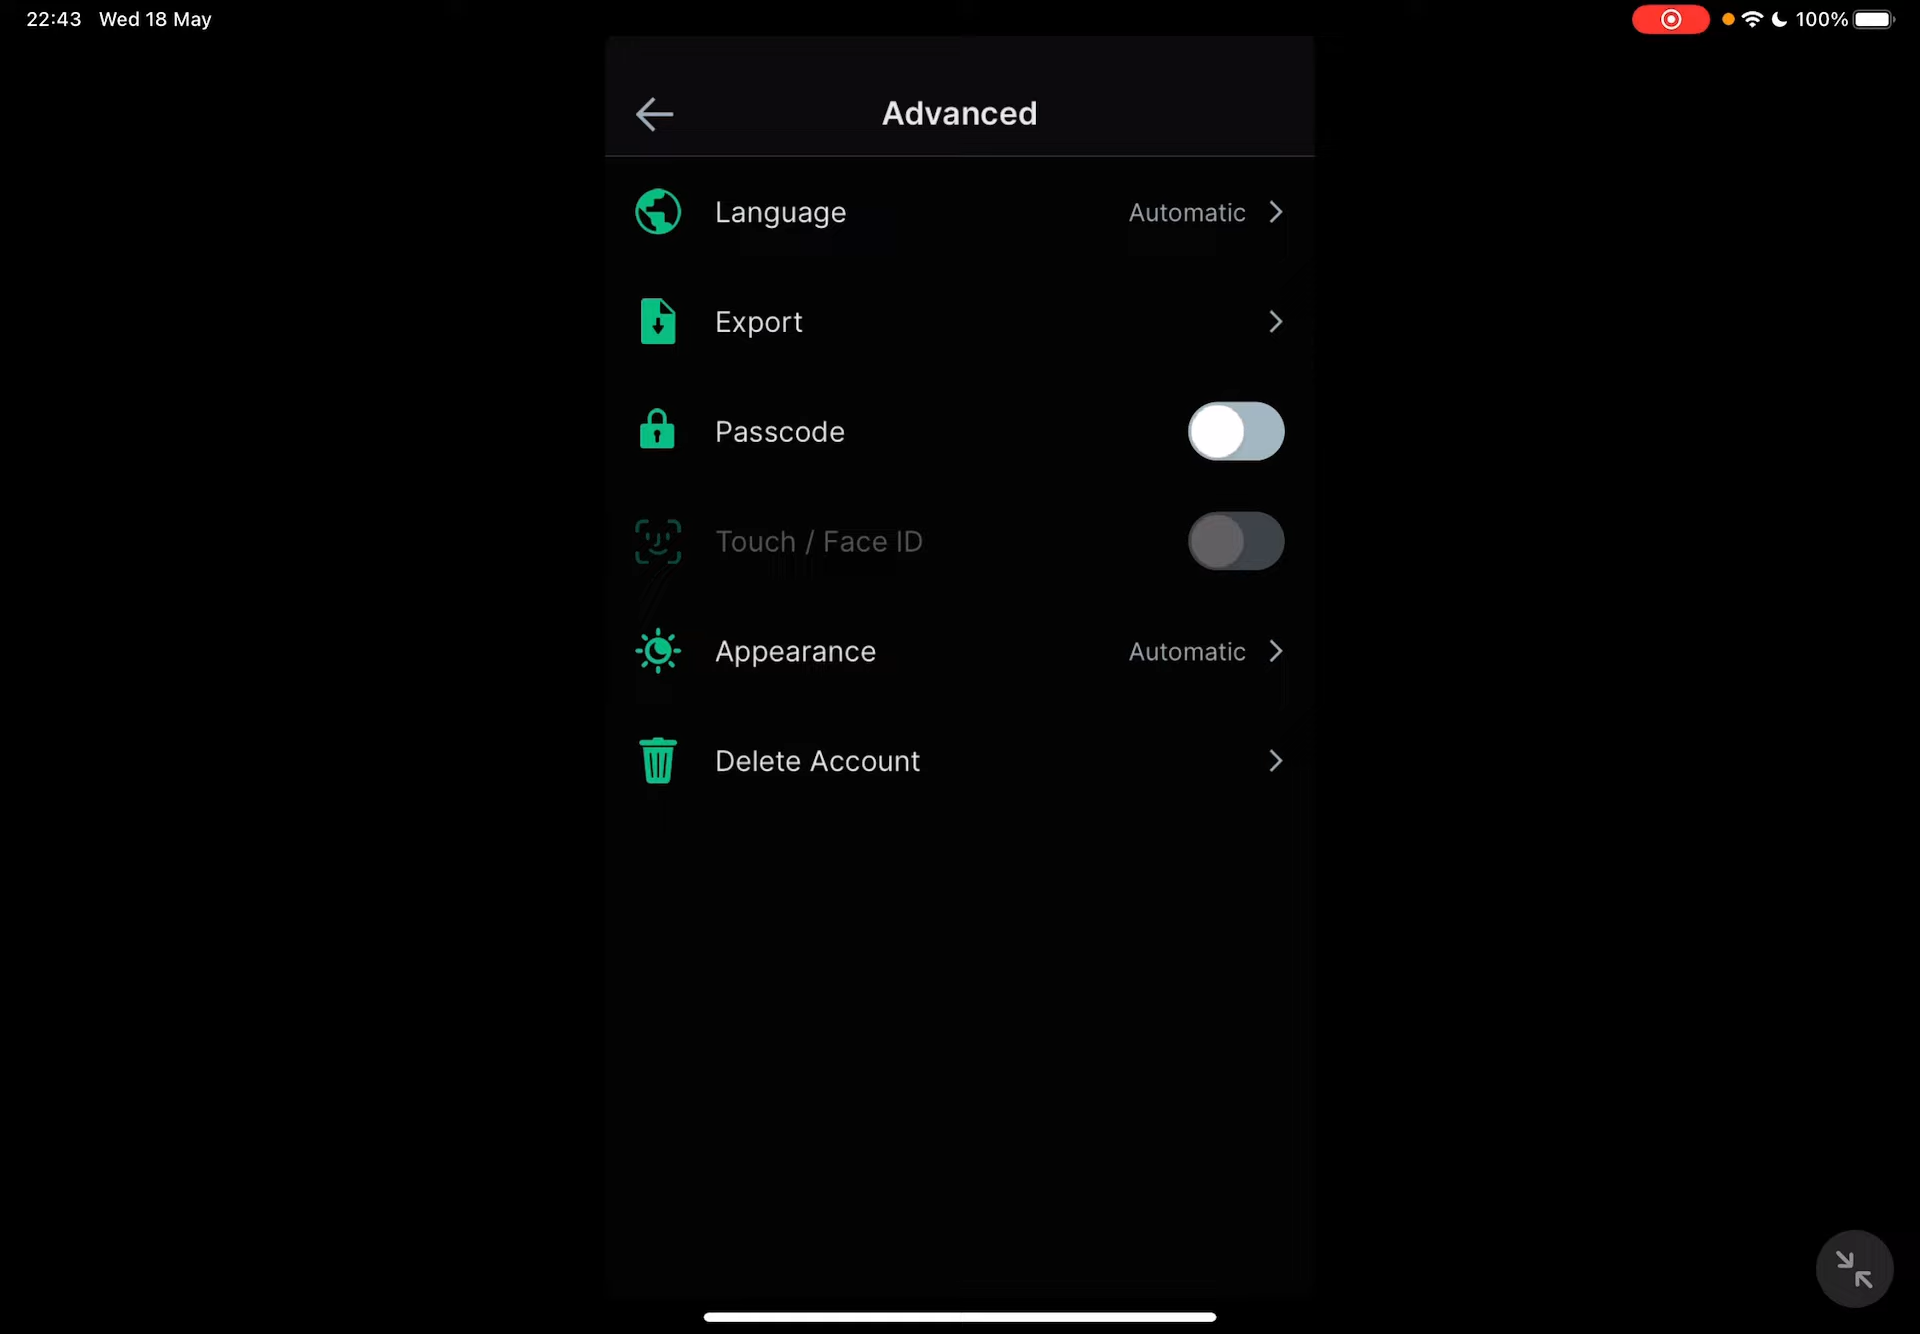 22:43 Wed 18 May
100%
Advanced
Language Automatic
Export
Passcode
Touch / Face ID
Appearance Automatic
Delete Account